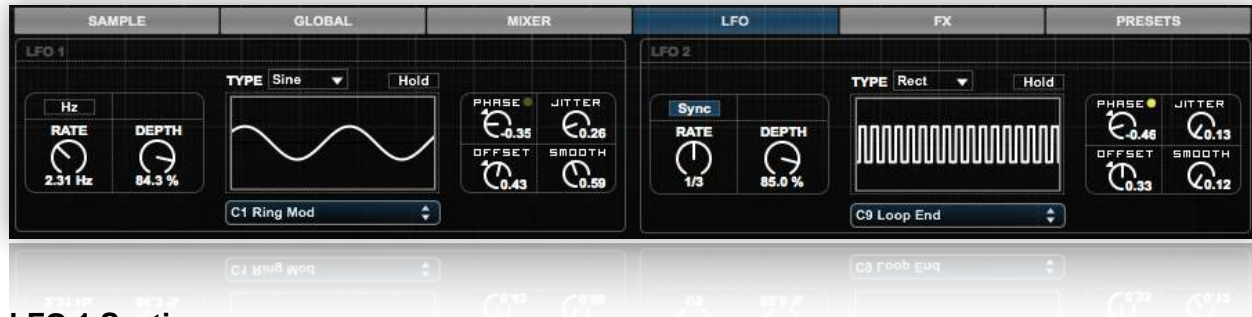 SAMPLE GLOBAL MIXER LFO FX PRESETS
LFO 1
TYPE Sine Hold
Hz
RATE DEPTH
2.31 Hz 84.3 %
PHASE JITTER
-0.35 0.26
OFFSET SMOOTH
0.43 0.59
C1 Ring Mod
LFO 2
TYPE Rect Hold
Sync
RATE DEPTH
1/3 85.0 %
PHASE JITTER
-0.46 0.13
OFFSET SMOOTH
0.33 0.12
C9 Loop End